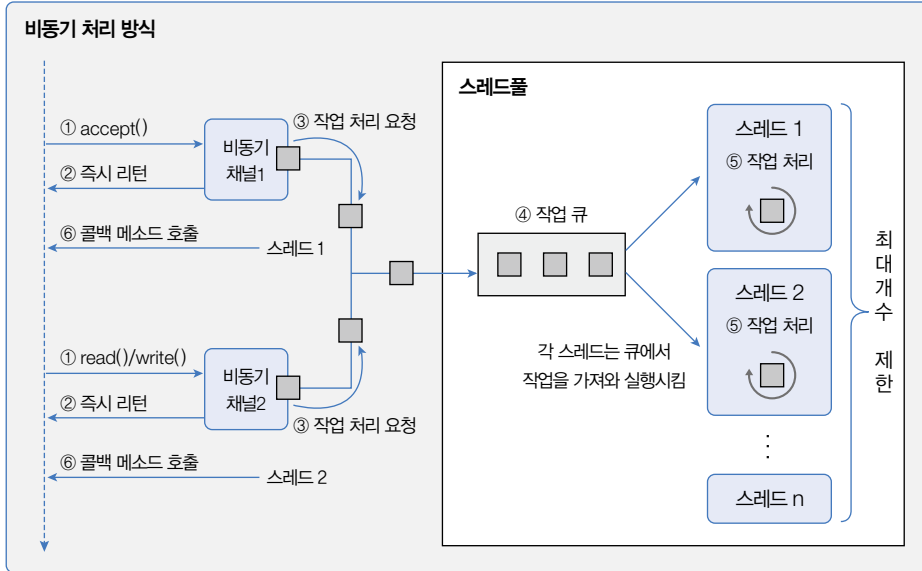 비동기 처리 방식
① accept()
② 즉시 리턴
비동기
채널1
③ 작업 처리 요청
⑥ 콜백 메소드 호출
스레드 1
① read()/write()
② 즉시 리턴
비동기
채널2
③ 작업 처리 요청
⑥ 콜백 메소드 호출
스레드 2
스레드풀
④ 작업 큐
각 스레드는 큐에서
작업을 가져와 실행시킴
스레드 1
⑤ 작업 처리
스레드 2
⑤ 작업 처리
⋮
스레드 n
최대개수 제한